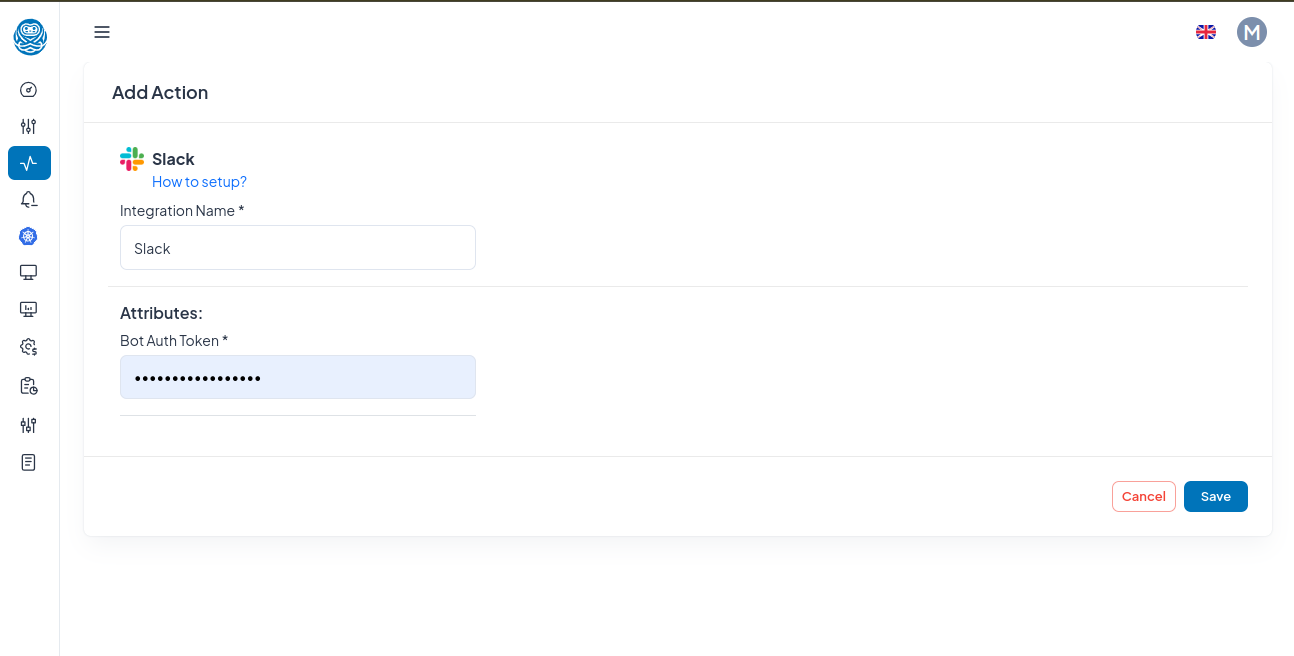 M
Add Action
Slack
How to setup?
Integration Name *
Slack
Attributes:
Bot Auth Token *
•••••••••••••••••
Cancel
Save